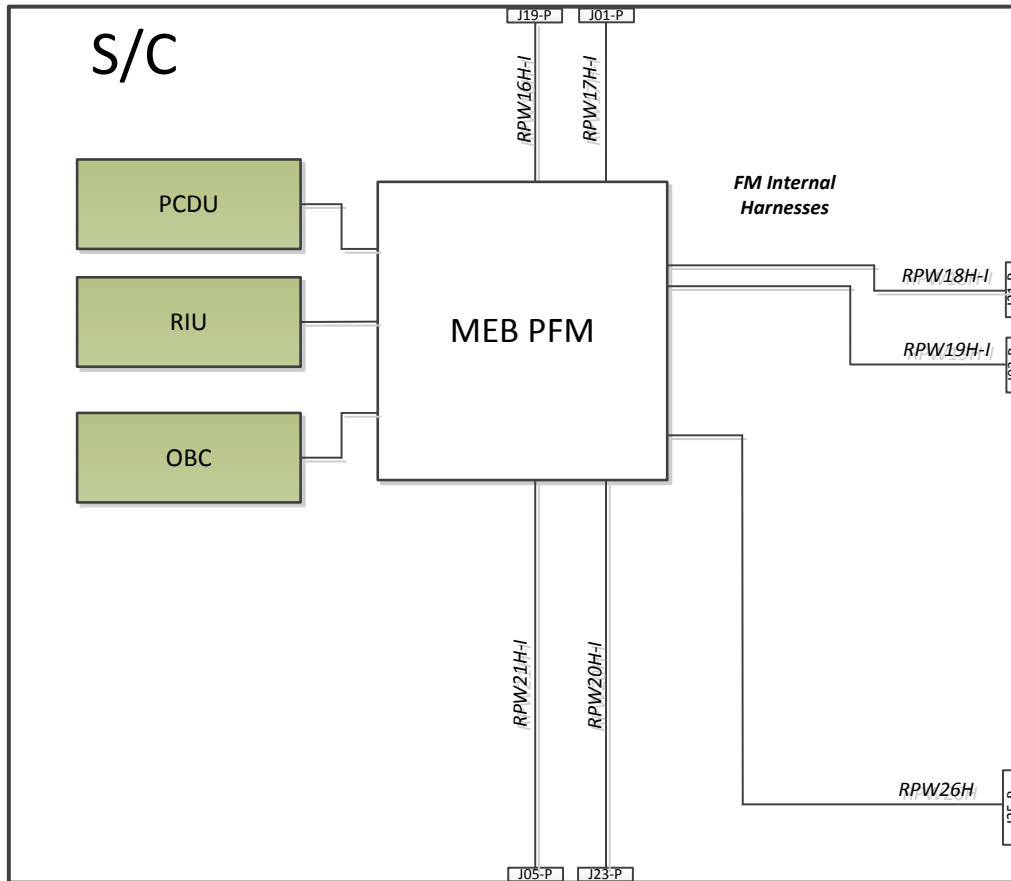 J19-P
J01-P
S/C
RPW16H-I
RPW17H-I
PCDU
FM Internal
Harnesses
RPW18H-I
RIU
MEB PFM
RPW19H-I
OBC
RPW21H-I
RPW20H-I
RPW26H
J05-P
J23-P